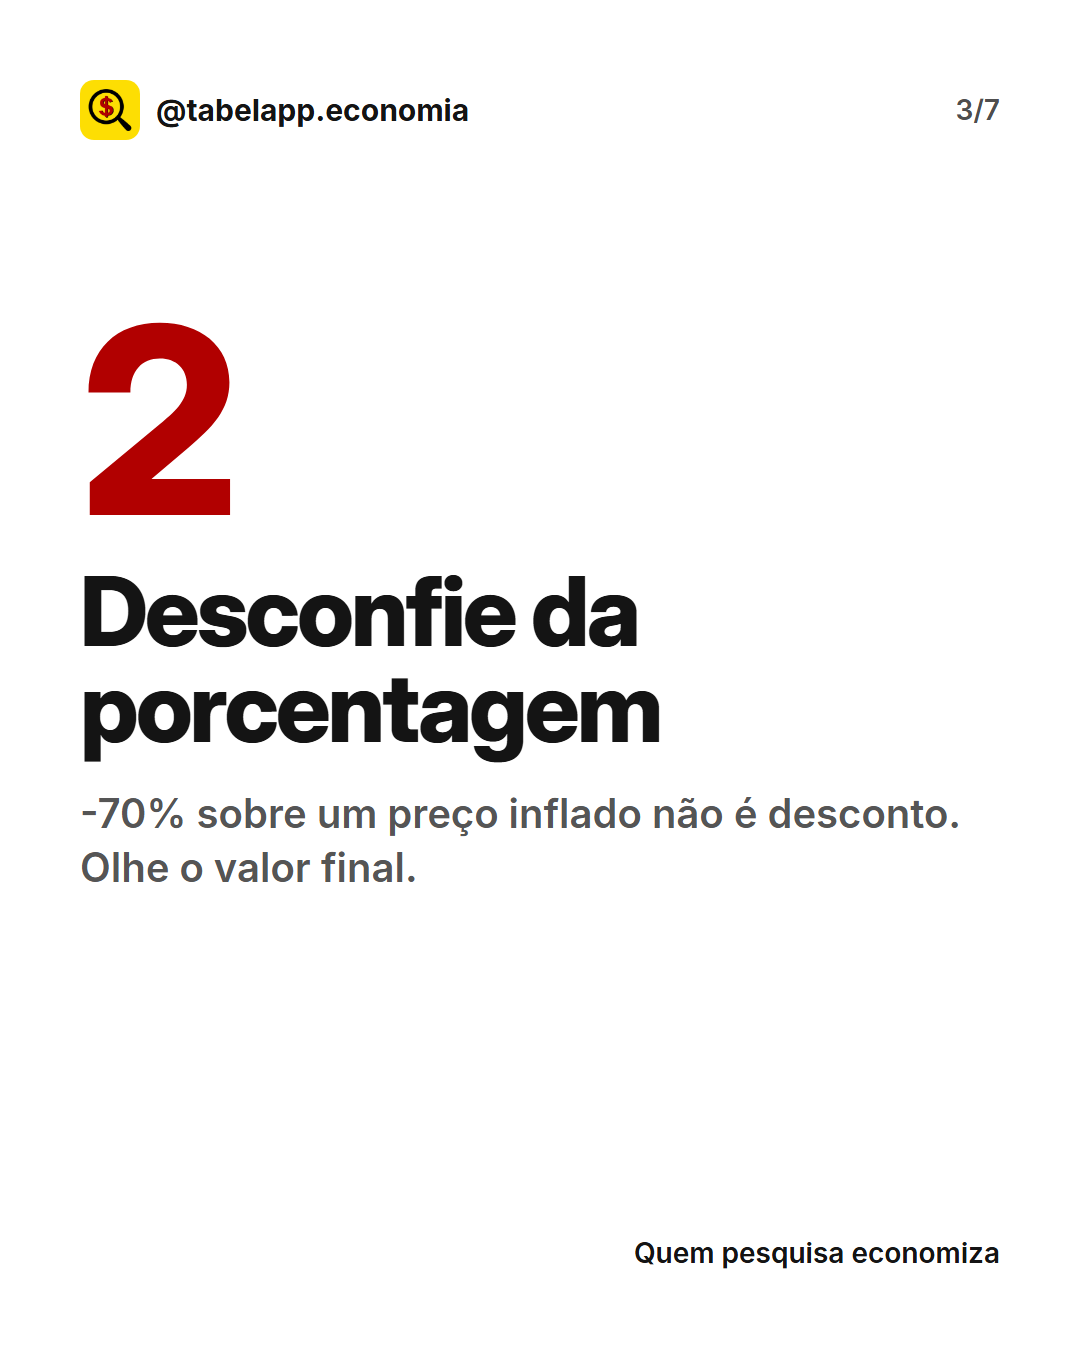 @tabelapp.economia
3/7
2
Desconfie da
porcentagem
-70% sobre um preço inflado não é desconto.
Olhe o valor final.
Quem pesquisa economiza